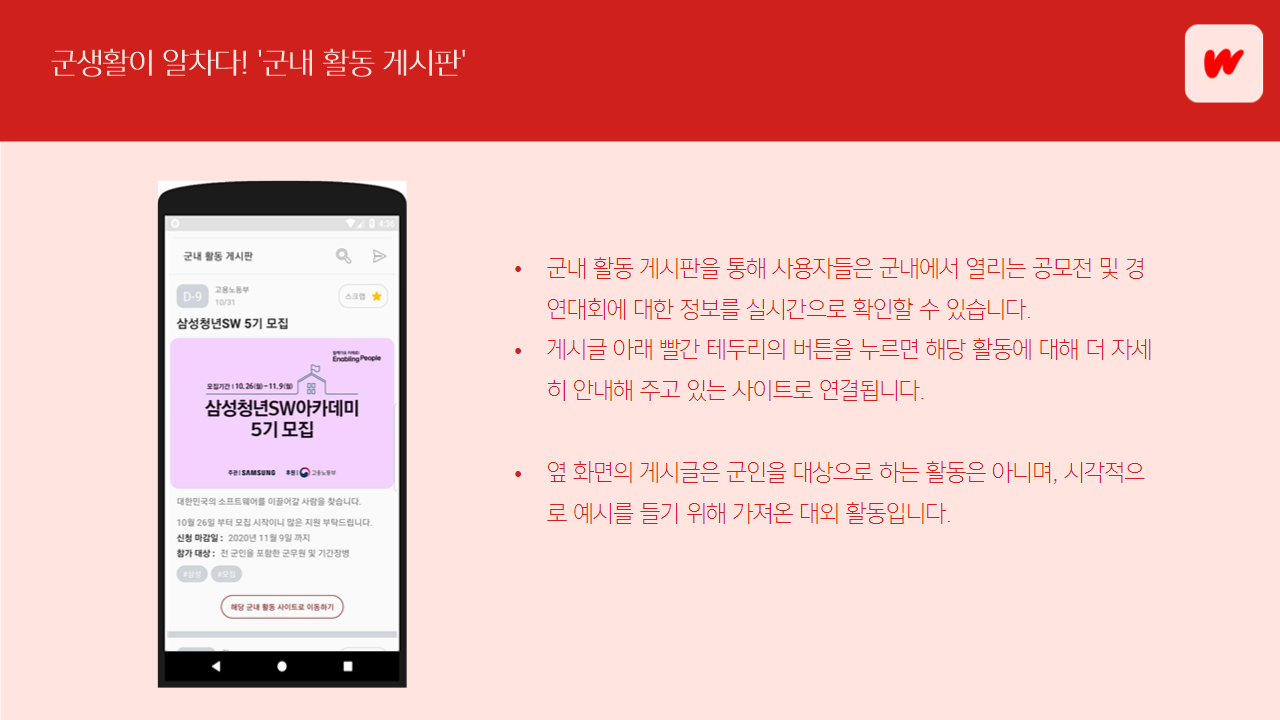 군생활이 알차다! '군내 활동 게시판'
w
4:36
군내 활동 게시판
D-9
고용노동부
10/31
스크랩
삼성청년SW 5기 모집
함께가요 미래로!
Enabling People
모집기간 | 10. 26(월) – 11. 9(월)
삼성청년SW아카데미
5기 모집
주관 | SAMSUNG 후원 | 고용노동부
대한민국의 소프트웨어를 이끌어갈 사람을 찾습니다.
10월 26일 부터 모집 시작이니 많은 지원 부탁드립니다.
신청 마감일 : 2020년 11월 9일 까지
참가 대상 : 전 군인을 포함한 군무원 및 기간장병
#삼성 #모집
해당 군내 활동 사이트로 이동하기
• 군내 활동 게시판을 통해 사용자들은 군내에서 열리는 공모전 및 경
연대회에 대한 정보를 실시간으로 확인할 수 있습니다.
• 게시글 아래 빨간 테두리의 버튼을 누르면 해당 활동에 대해 더 자세
히 안내해 주고 있는 사이트로 연결됩니다.
• 옆 화면의 게시글은 군인을 대상으로 하는 활동은 아니며, 시각적으
로 예시를 들기 위해 가져온 대외 활동입니다.